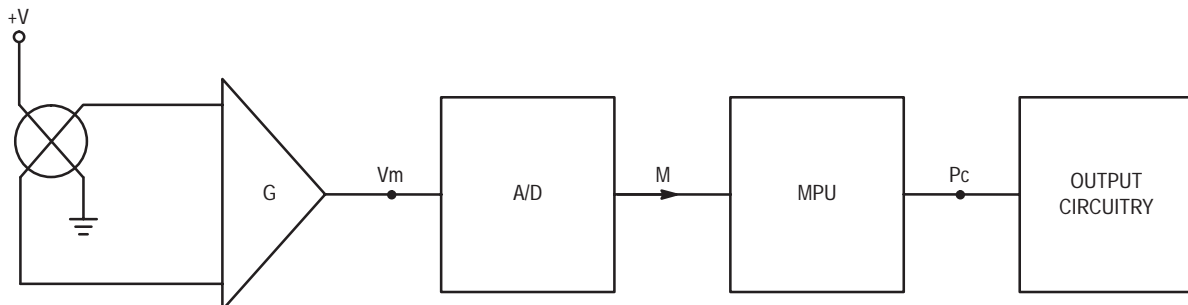 +V
G
Vm
A/D
M
MPU
Pc
OUTPUT
CIRCUITRY